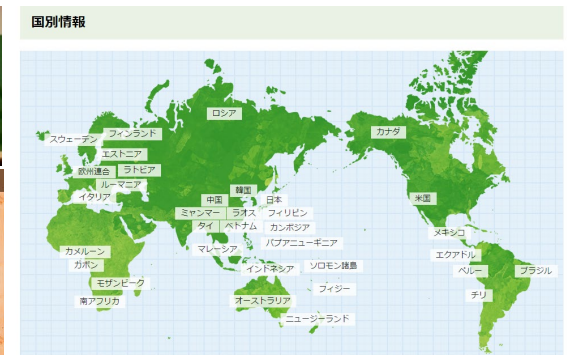 国別情報
ロシア
カナダ
スウェーデン
フィンランド
エストニア
欧州連合
ラトビア
ルーマニア
イタリア
韓国
中国
日本
米国
ミャンマー
ラオス
フィリピン
タイ
ベトナム
カンボジア
メキシコ
マレーシア
パプアニューギニア
カメルーン
エクアドル
ガボン
インドネシア
ソロモン諸島
ペルー
ブラジル
モザンビーク
フィジー
チリ
南アフリカ
オーストラリア
ニュージーランド